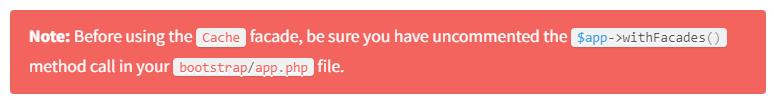 Note: Before using the Cache facade, be sure you have uncommented the $app->withFacades()
method call in your bootstrap/app.php file.